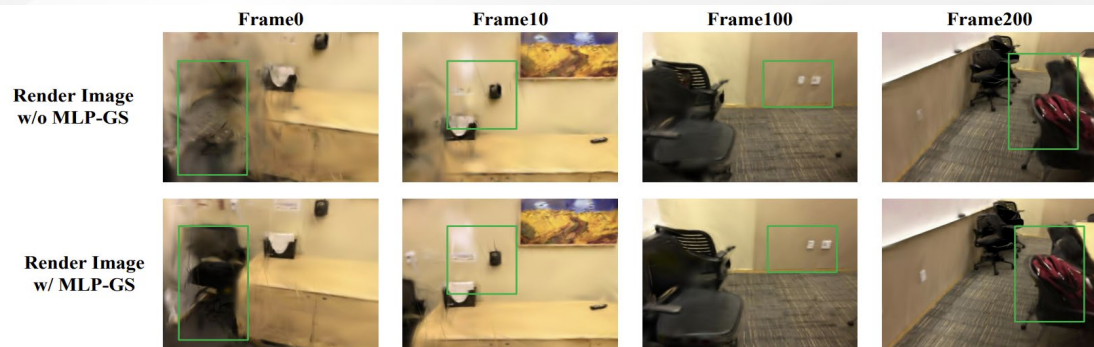 Frame0 Frame10 Frame100 Frame200
Render Image
w/o MLP-GS
Render Image
w/ MLP-GS